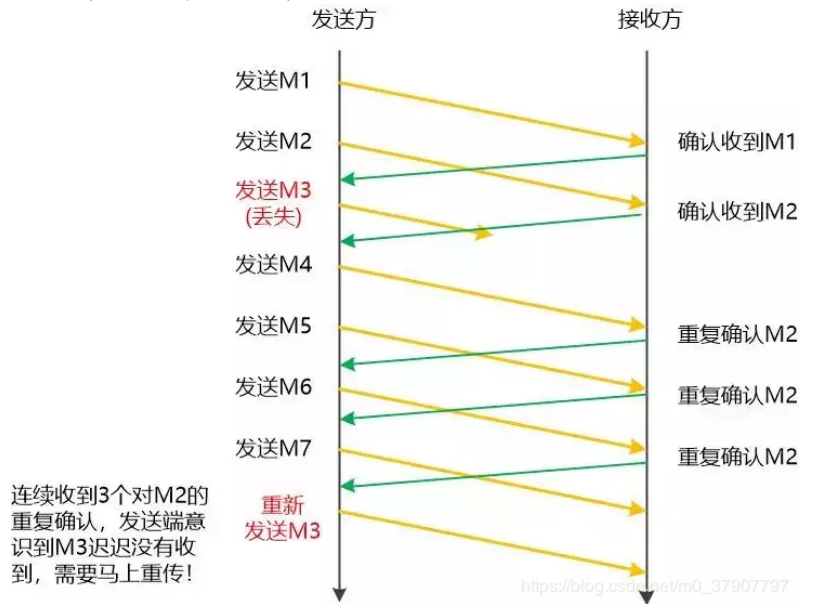 发送方
接收方
发送M1
发送M2
确认收到M1
发送M3
(丢失)
确认收到M2
发送M4
发送M5
重复确认M2
发送M6
重复确认M2
发送M7
重复确认M2
连续收到3个对M2的
重复确认，发送端意
识到M3迟迟没有收
到，需要马上重传！
重新
发送M3
https://blog.csdn.net/m0_37907797